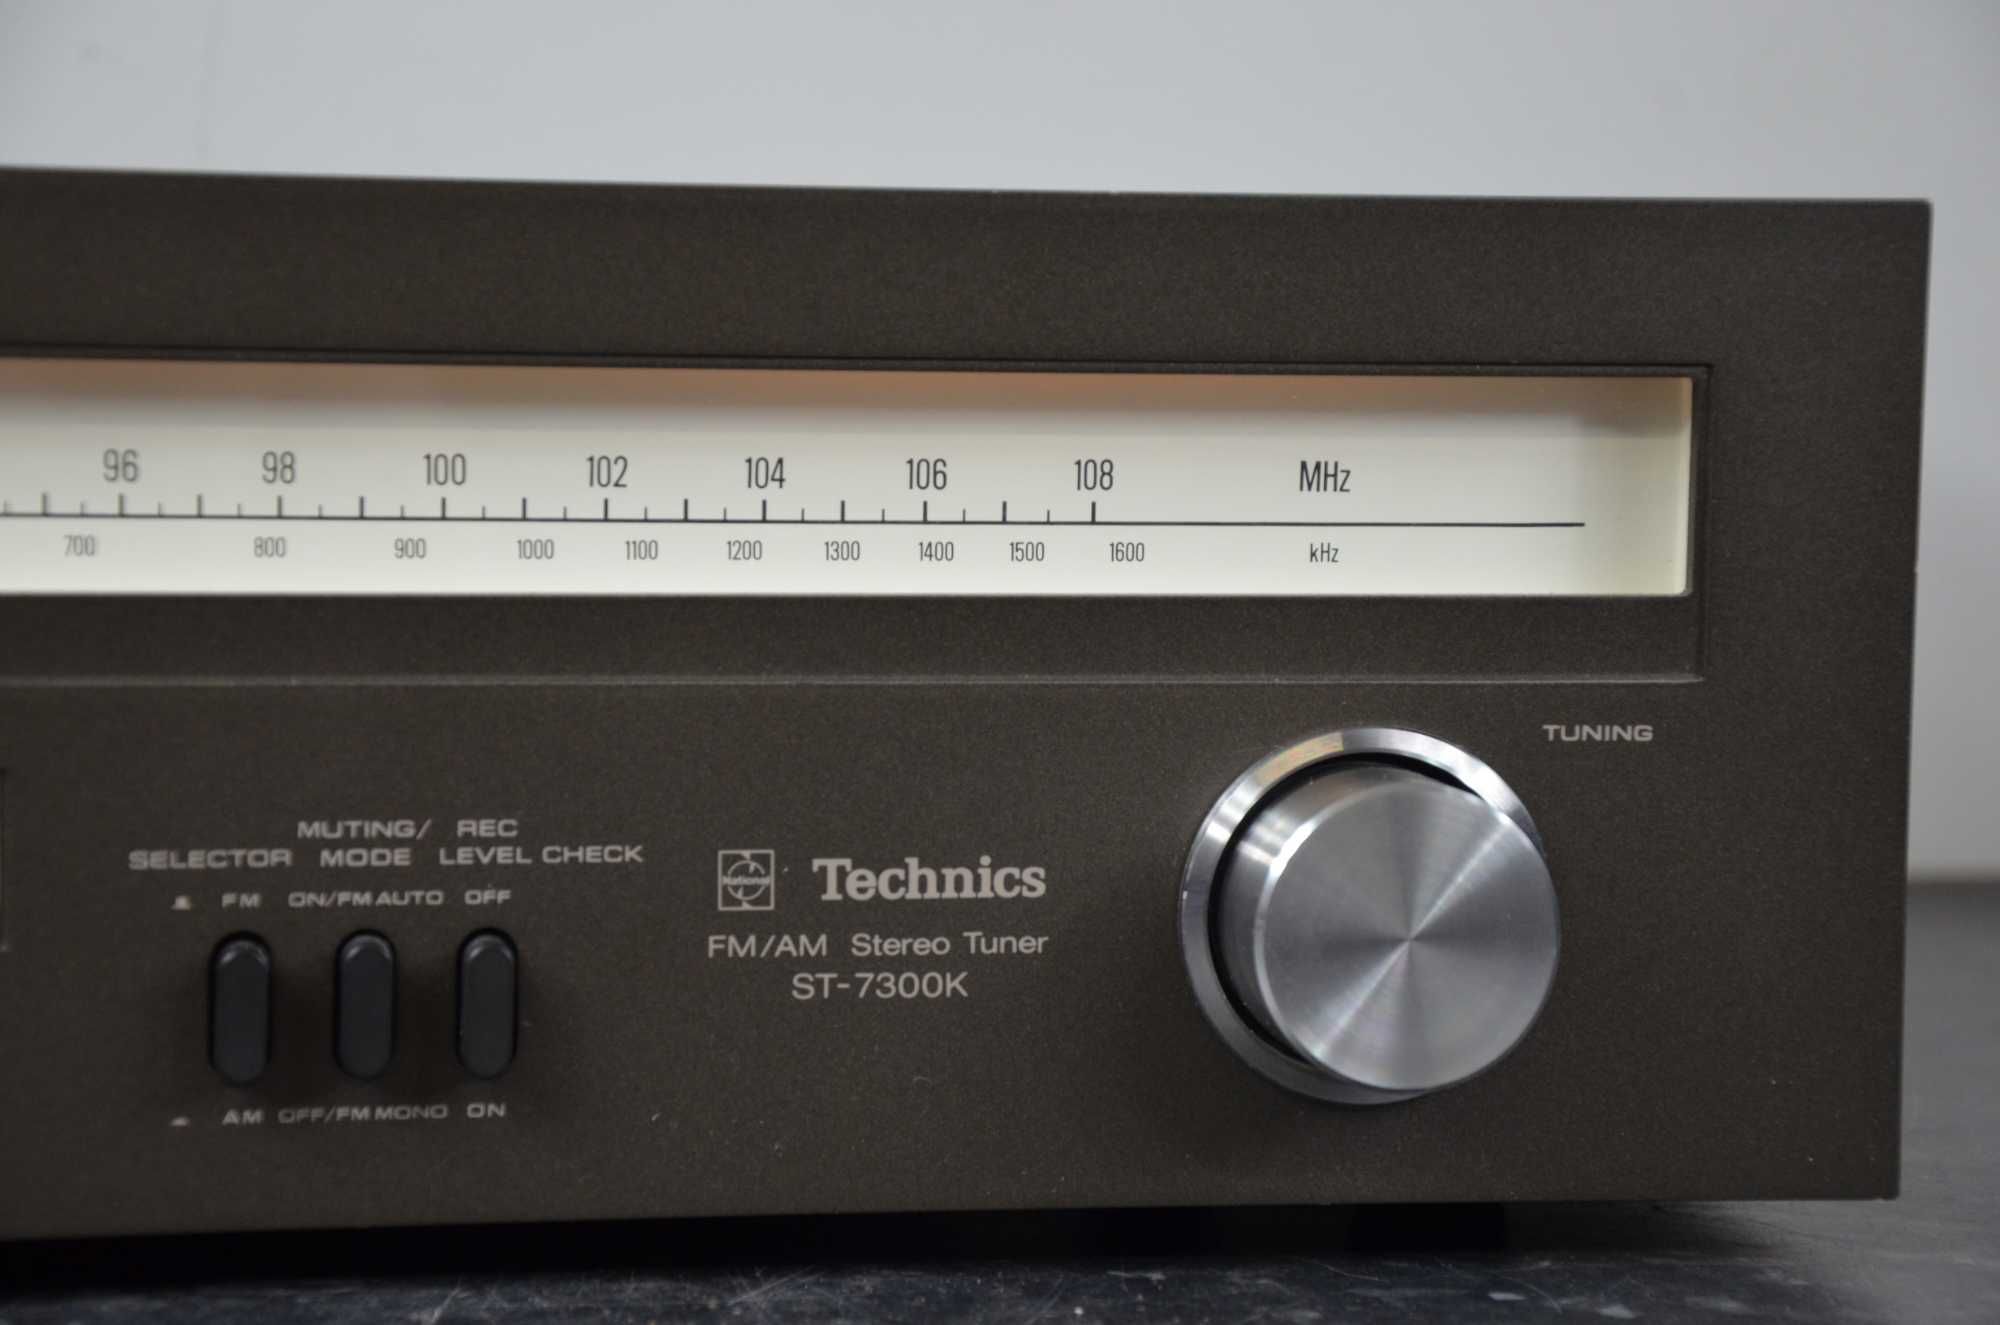 96 98 100 102 104 106 108 MHz
700 800 900 1000 1100 1200 1300 1400 1500 1600 kHz
TUNING
MUTING/ REC
SELECTOR MODE LEVEL CHECK
FM ON/FM AUTO OFF
AM OFF/FM MONO ON
National
Technics
FM/AM Stereo Tuner
ST-7300K